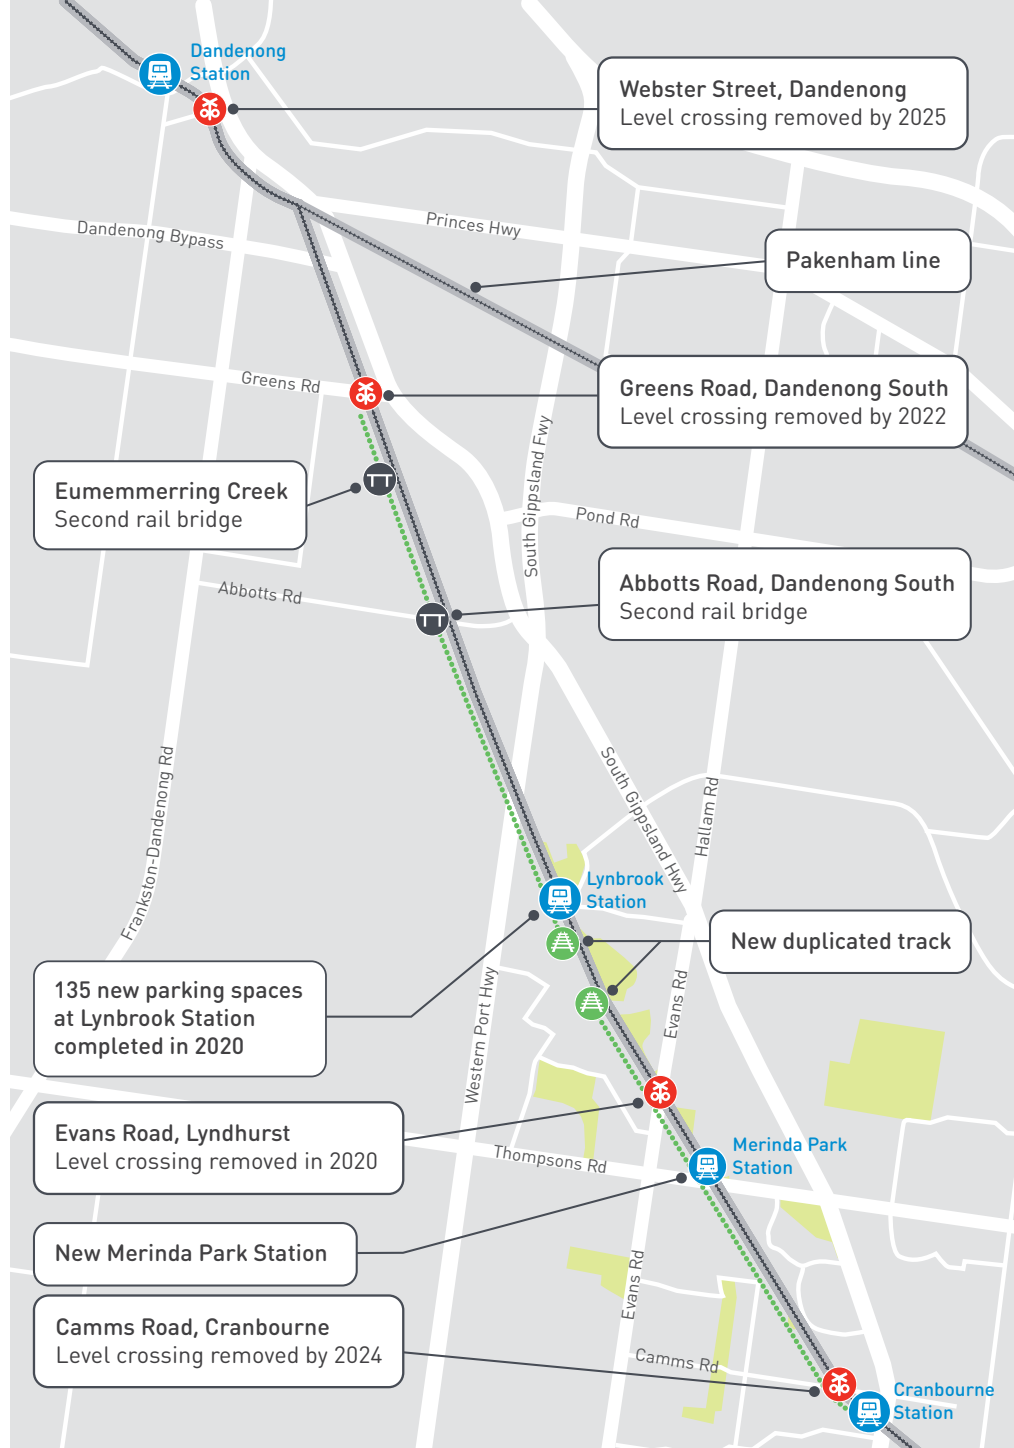 Dandenong
Station
Webster Street, Dandenong
Level crossing removed by 2025
Princes Hwy
Dandenong Bypass
Pakenham line
Greens Rd
Greens Road, Dandenong South
Level crossing removed by 2022
South Gippsland Fwy
Eumemmerring Creek
Second rail bridge
Pond Rd
Abbotts Rd
Abbotts Road, Dandenong South
Second rail bridge
Frankston-Dandenong Rd
South Gippsland Hwy
Hallam Rd
Lynbrook
Station
New duplicated track
135 new parking spaces
at Lynbrook Station
completed in 2020
Western Port Hwy
Evans Rd
Evans Road, Lyndhurst
Level crossing removed in 2020
Thompsons Rd
Merinda Park
Station
New Merinda Park Station
Evans Rd
Camms Road, Cranbourne
Level crossing removed by 2024
Camms Rd
Cranbourne
Station